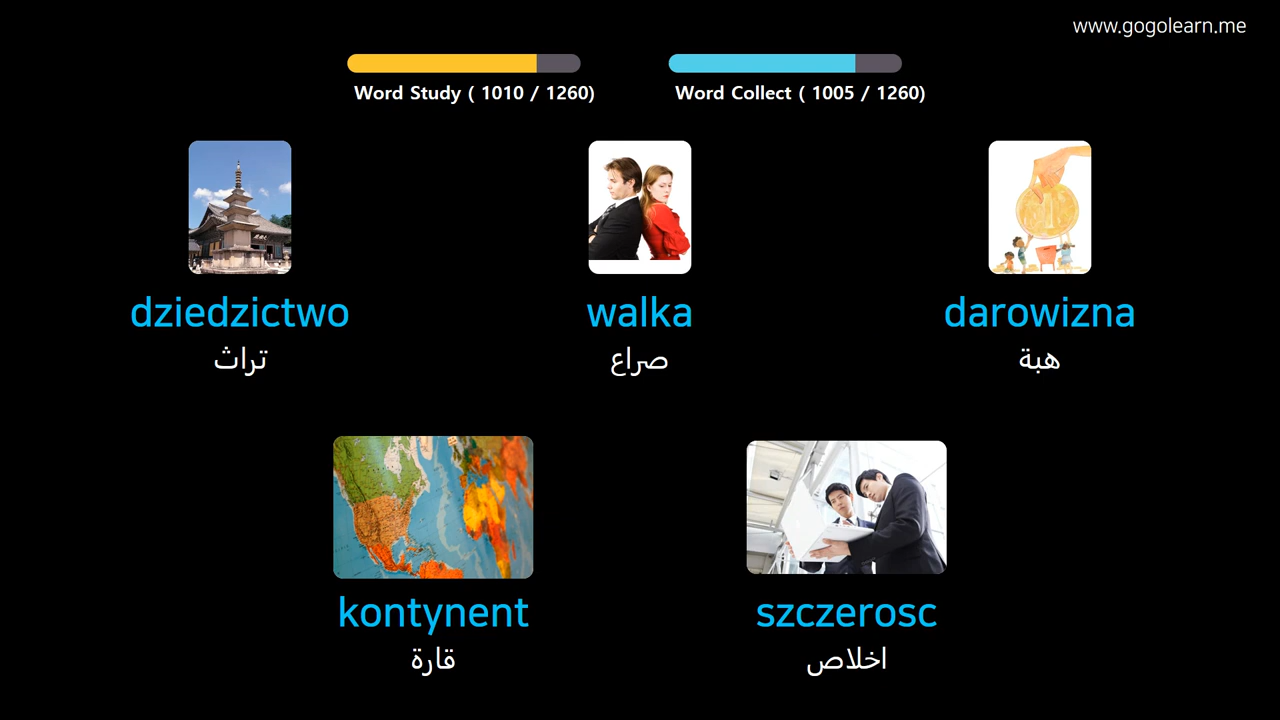 www.gogolearn.me
Word Study ( 1010 / 1260)
Word Collect ( 1005 / 1260)
dziedzictwo
تراث
walka
صراع
darowizna
هبة
kontynent
قارة
szczerosc
اخلاص